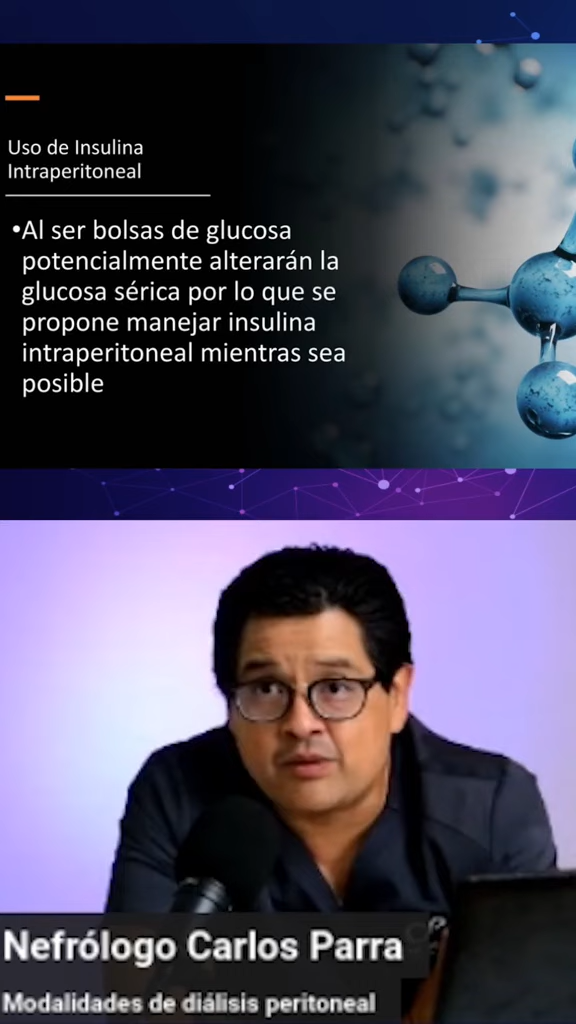 Uso de Insulina
Intraperitoneal
•Al ser bolsas de glucosa
potencialmente alterarán la
glucosa sérica por lo que se
propone manejar insulina
intraperitoneal mientras sea
posible
Nefrólogo Carlos Parra
Modalidades de diálisis peritoneal